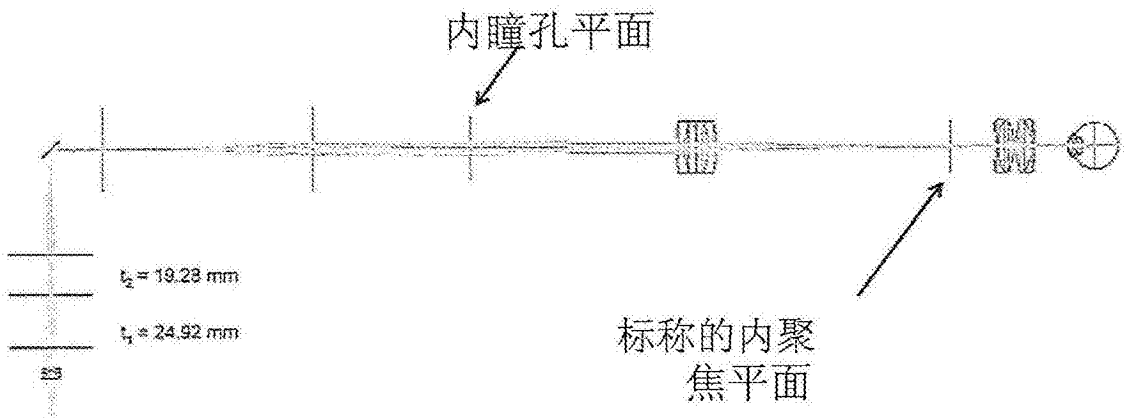 内瞳孔平面
t₂ = 19.28 mm
t₁ = 24.92 mm
标称的内聚
焦平面